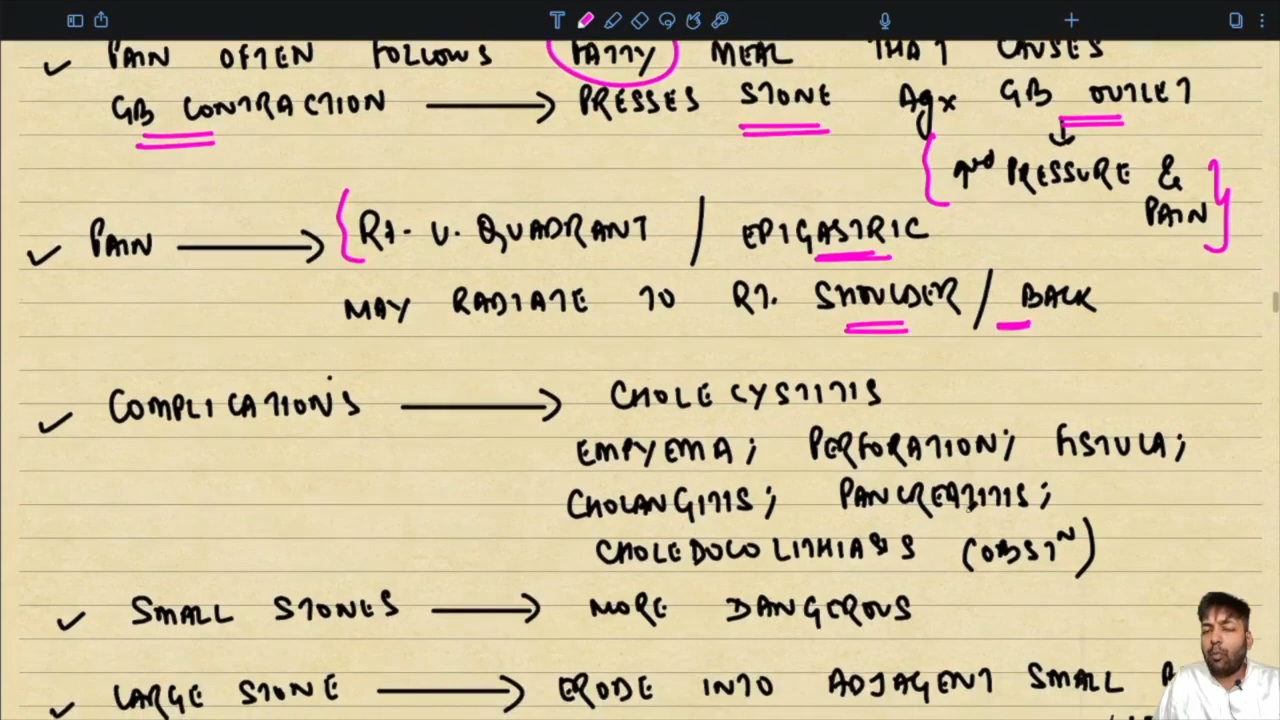 ✓ PAIN OFTEN FOLLOWS FATTY MEAL THAT CAUSES
GB CONTRACTION → PRESSES STONE Agx GB OUTLET
↓
PRESSURE &
PAIN
✓ PAIN → RT. U. QUADRANT / EPIGASTRIC
MAY RADIATE TO RT. SHOULDER / BACK
✓ COMPLICATION'S → CHOLECYSTITIS
EMPYEMA; PERFORATION; FISTULA;
CHOLANGITIS; PANCREATITIS;
CHOLEDOCOLITHIASIS (OBSTᴺ)
✓ SMALL STONES → MORE DANGEROUS
✓ LARGE STONE → ERODE INTO ADJAGENT SMALL